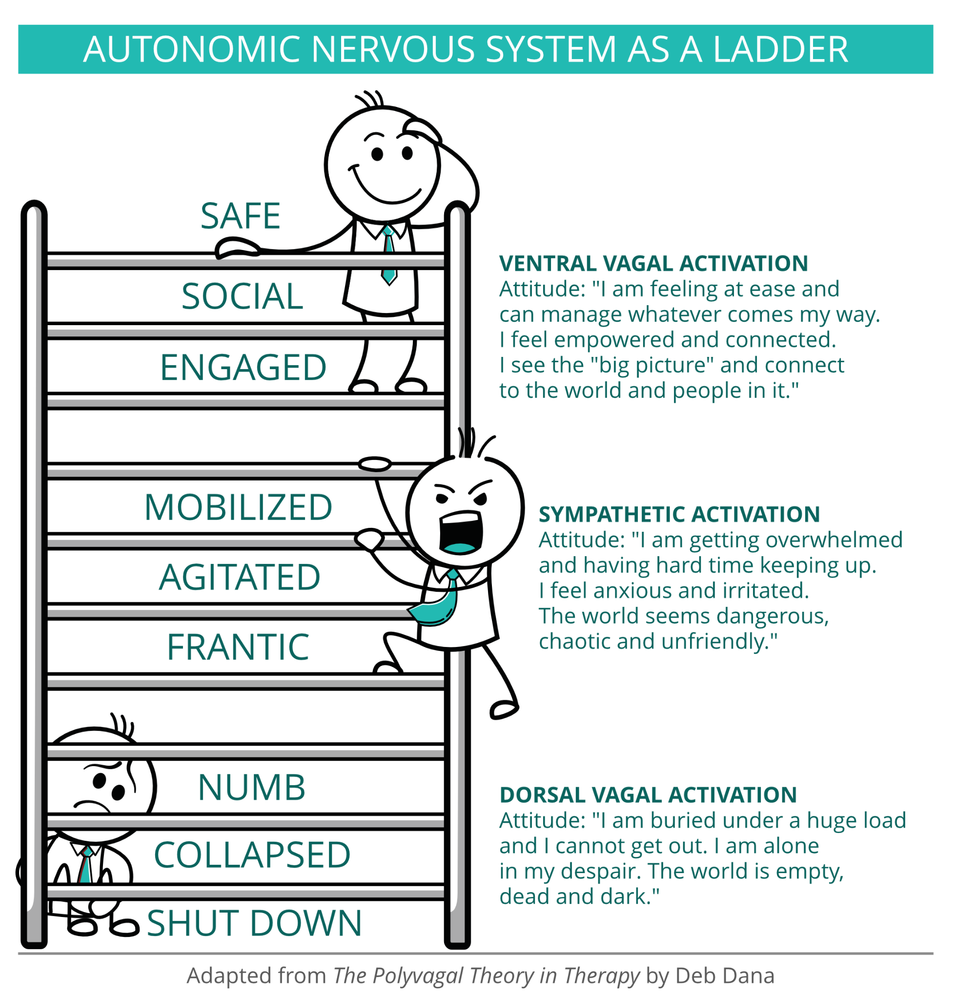 AUTONOMIC NERVOUS SYSTEM AS A LADDER
SAFE
SOCIAL
ENGAGED
VENTRAL VAGAL ACTIVATION
Attitude: "I am feeling at ease and
can manage whatever comes my way.
I feel empowered and connected.
I see the "big picture" and connect
to the world and people in it."
MOBILIZED
AGITATED
FRANTIC
SYMPATHETIC ACTIVATION
Attitude: "I am getting overwhelmed
and having hard time keeping up.
I feel anxious and irritated.
The world seems dangerous,
chaotic and unfriendly."
NUMB
COLLAPSED
SHUT DOWN
DORSAL VAGAL ACTIVATION
Attitude: "I am buried under a huge load
and I cannot get out. I am alone
in my despair. The world is empty,
dead and dark."
Adapted from The Polyvagal Theory in Therapy by Deb Dana